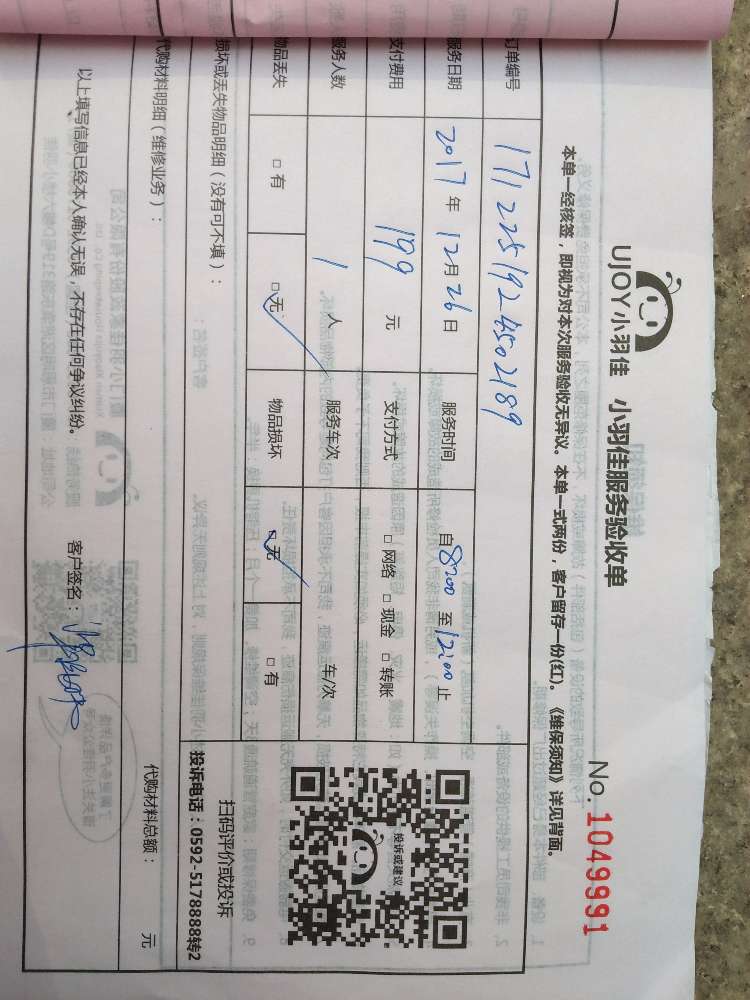 UJOY小羽佳 小羽佳服务验收单
No. 1049991
本单一经核签，即视为对本次服务验收无异议。本单一式两份，客户留存一份(红)。《维保须知》详见背面。
订单编号 1712251924502189
服务日期 2017 年 12 月 26 日 服务时间 自 8:00 至 12:00 止
支付费用 199 元 支付方式 □ 网络 □ 现金 □ 转账
服务人数 1 人 服务车次 车/次
物品丢失 □ 有 □ 无 物品损坏 □ 无 □ 有
投诉或建议
扫码评价或投诉
投诉电话：0592-5178888转2
损坏或丢失物品明细（没有可不填）：
代购材料明细（维修业务）：
代购材料总额： 元
以上填写信息已经本人确认无误，不存在任何争议纠纷。 客户签名：